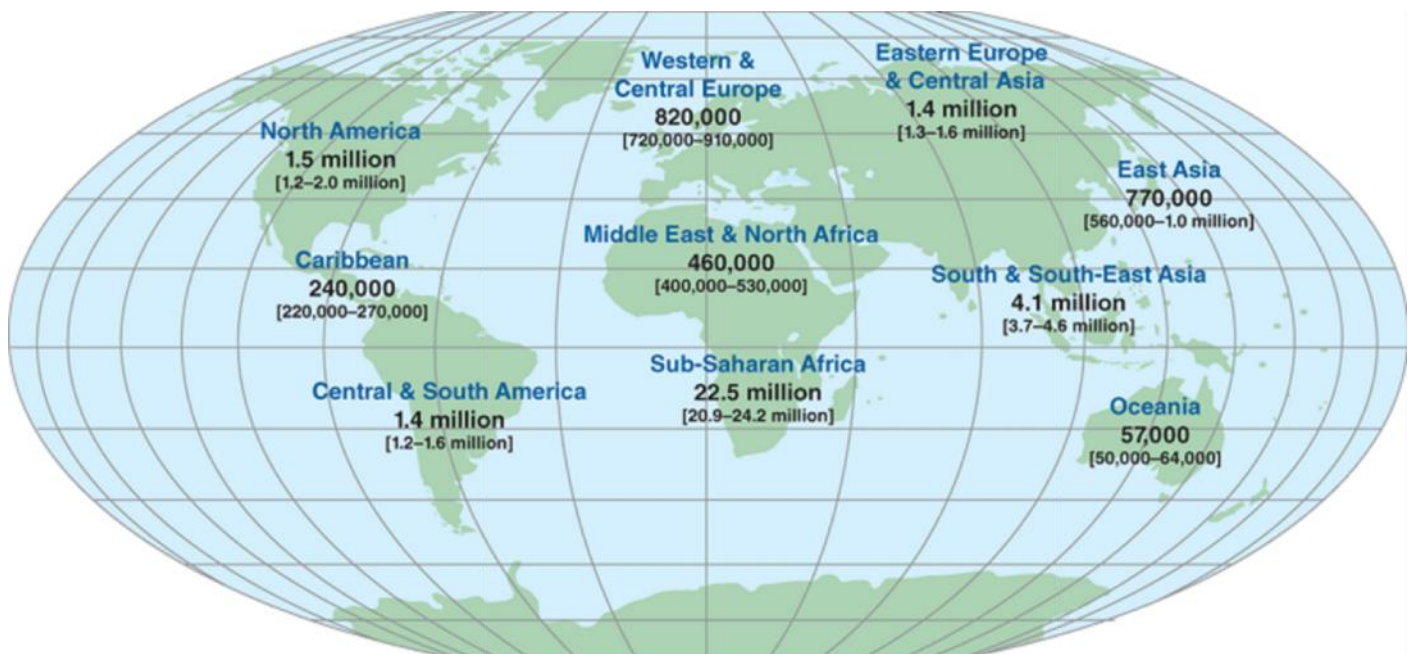 Western &
Central Europe
820,000
[720,000–910,000]
Eastern Europe
& Central Asia
1.4 million
[1.3–1.6 million]
North America
1.5 million
[1.2–2.0 million]
East Asia
770,000
[560,000–1.0 million]
Middle East & North Africa
460,000
[400,000–530,000]
Caribbean
240,000
[220,000–270,000]
South & South-East Asia
4.1 million
[3.7–4.6 million]
Sub-Saharan Africa
22.5 million
[20.9–24.2 million]
Central & South America
1.4 million
[1.2–1.6 million]
Oceania
57,000
[50,000–64,000]